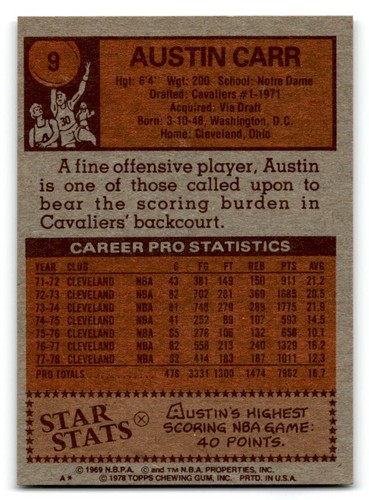 9
AUSTIN CARR
Hgt: 6'4" Wgt: 200 School: Notre Dame
Drafted: Cavaliers #1-1971
Acquired: Via Draft
Born: 3-10-48, Washington, D.C.
Home: Cleveland, Ohio
A 30
A fine offensive player, Austin
is one of those called upon to
bear the scoring burden in
Cavaliers' backcourt.
CAREER PRO STATISTICS
YEAR CLUB G FG FT REB PTS AVG
71-72 CLEVELAND NBA 43 381 149 150 911 21.2
72-73 CLEVELAND NBA 82 702 281 369 1685 20.5
73-74 CLEVELAND NBA 81 748 279 289 1775 21.9
74-75 CLEVELAND NBA 41 252 89 107 593 14.5
75-76 CLEVELAND NBA 65 276 106 132 658 10.1
76-77 CLEVELAND NBA 82 558 213 240 1329 16.2
77-78 CLEVELAND NBA 82 414 183 187 1011 12.3
PRO TOTALS 476 3331 1300 1474 7962 16.7
STAR
STATS
AUSTIN'S HIGHEST
SCORING NBA GAME:
40 POINTS.
© 1969 N.B.P.A. © and ™ N.B.A. PROPERTIES, INC.
A* © 1978 TOPPS CHEWING GUM, INC. PRTD. IN U.S.A.